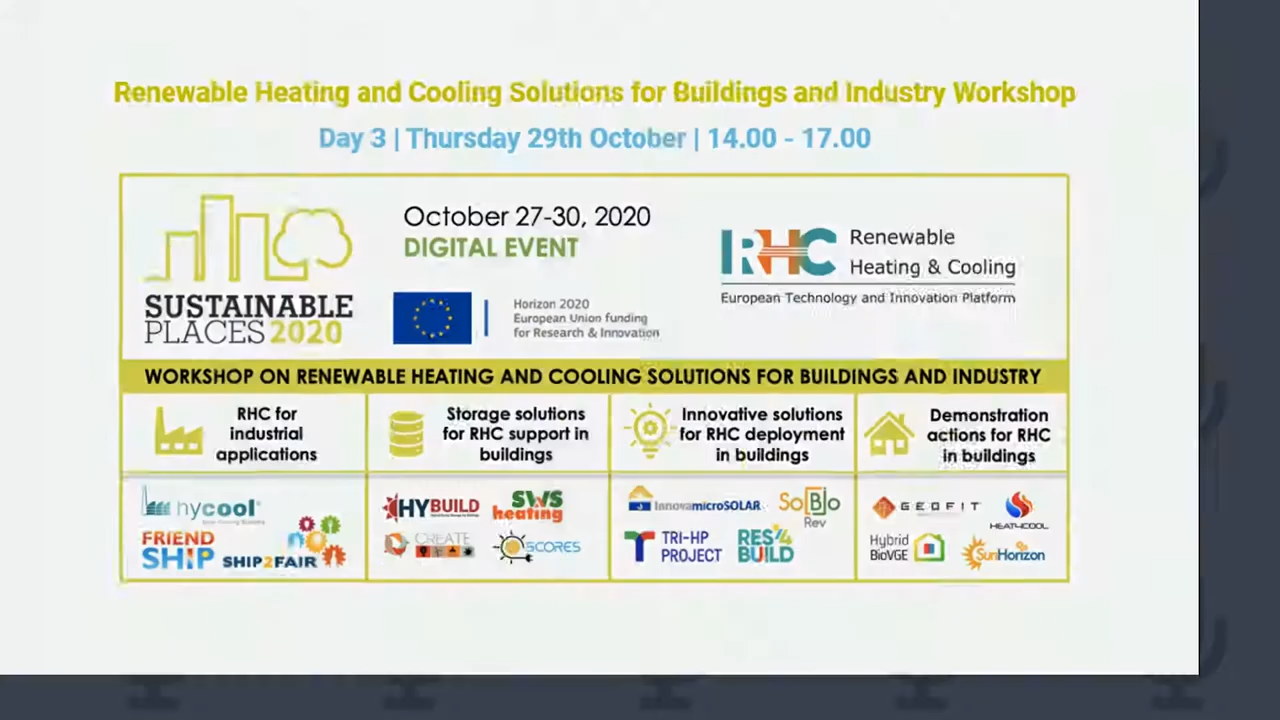 Renewable Heating and Cooling Solutions for Buildings and Industry Workshop
Day 3 | Thursday 29th October | 14.00 - 17.00
SUSTAINABLE
PLACES 2020
October 27-30, 2020
DIGITAL EVENT
Horizon 2020
European Union funding
for Research & Innovation
RHC
Renewable
Heating & Cooling
European Technology and Innovation Platform
WORKSHOP ON RENEWABLE HEATING AND COOLING SOLUTIONS FOR BUILDINGS AND INDUSTRY
RHC for
industrial
applications
Storage solutions
for RHC support in
buildings
Innovative solutions
for RHC deployment
in buildings
Demonstration
actions for RHC
in buildings
hycool
FRIEND
SHIP
SHIP2FAIR
HYBUILD
SWS
heating
CREATE
SCORES
InnovamicroSOLAR
SolBio
Rev
TRI-HP
PROJECT
RES4
BUILD
GEOFIT
HEAT4COOL
Hybrid
BioVGE
SunHorizon